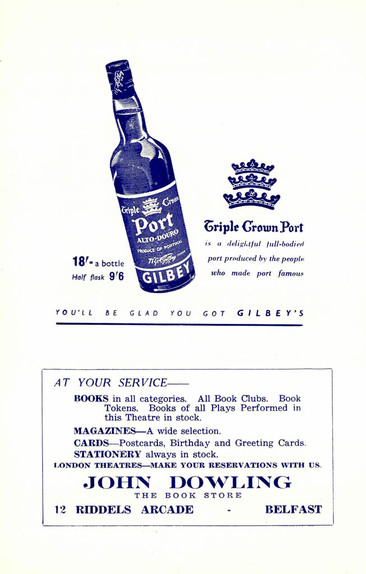 Triple Crown
Port
ALTO-DOURO
PRODUCE OF PORTUGAL
GILBEY
18/- a bottle
Half flask 9'6
Triple Crown Port
is a delightful full-bodied
port produced by the people
who made port famous
YOU'LL BE GLAD YOU GOT GILBEY'S
AT YOUR SERVICE—
BOOKS in all categories. All Book Clubs. Book
Tokens. Books of all Plays Performed in
this Theatre in stock.
MAGAZINES—A wide selection.
CARDS—Postcards, Birthday and Greeting Cards.
STATIONERY always in stock.
LONDON THEATRES—MAKE YOUR RESERVATIONS WITH US.
JOHN DOWLING
THE BOOK STORE
12 RIDDELS ARCADE - BELFAST